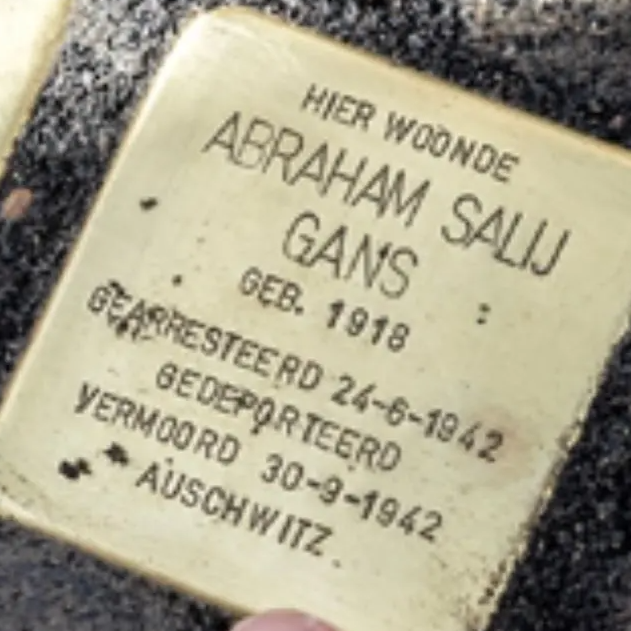 HIER WOONDE
ABRAHAM SALIJ
GANS
GEB. 1918
GEARRESTEERD 24-6-1942
GEDEPORTEERD
VERMOORD 30-9-1942
AUSCHWITZ